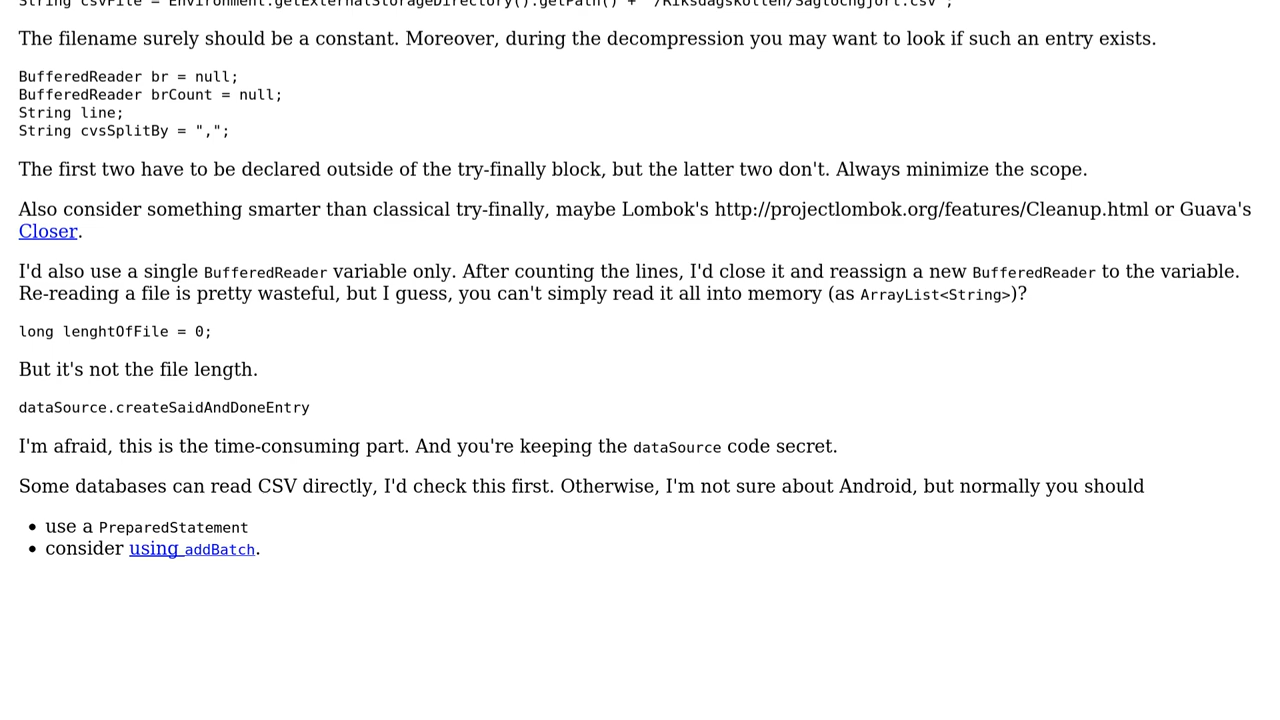 String csvFile = Environment.getExternalStorageDirectory().getPath() + "/Riksdagskollen/Sagtochgjort.csv";
The filename surely should be a constant. Moreover, during the decompression you may want to look if such an entry exists.
BufferedReader br = null;
BufferedReader brCount = null;
String line;
String cvsSplitBy = ",";
The first two have to be declared outside of the try-finally block, but the latter two don't. Always minimize the scope.
Also consider something smarter than classical try-finally, maybe Lombok's http://projectlombok.org/features/Cleanup.html or Guava's
Closer.
I'd also use a single BufferedReader variable only. After counting the lines, I'd close it and reassign a new BufferedReader to the variable.
Re-reading a file is pretty wasteful, but I guess, you can't simply read it all into memory (as ArrayList<String>)?
long lenghtOfFile = 0;
But it's not the file length.
dataSource.createSaidAndDoneEntry
I'm afraid, this is the time-consuming part. And you're keeping the dataSource code secret.
Some databases can read CSV directly, I'd check this first. Otherwise, I'm not sure about Android, but normally you should
• use a PreparedStatement
• consider using addBatch.